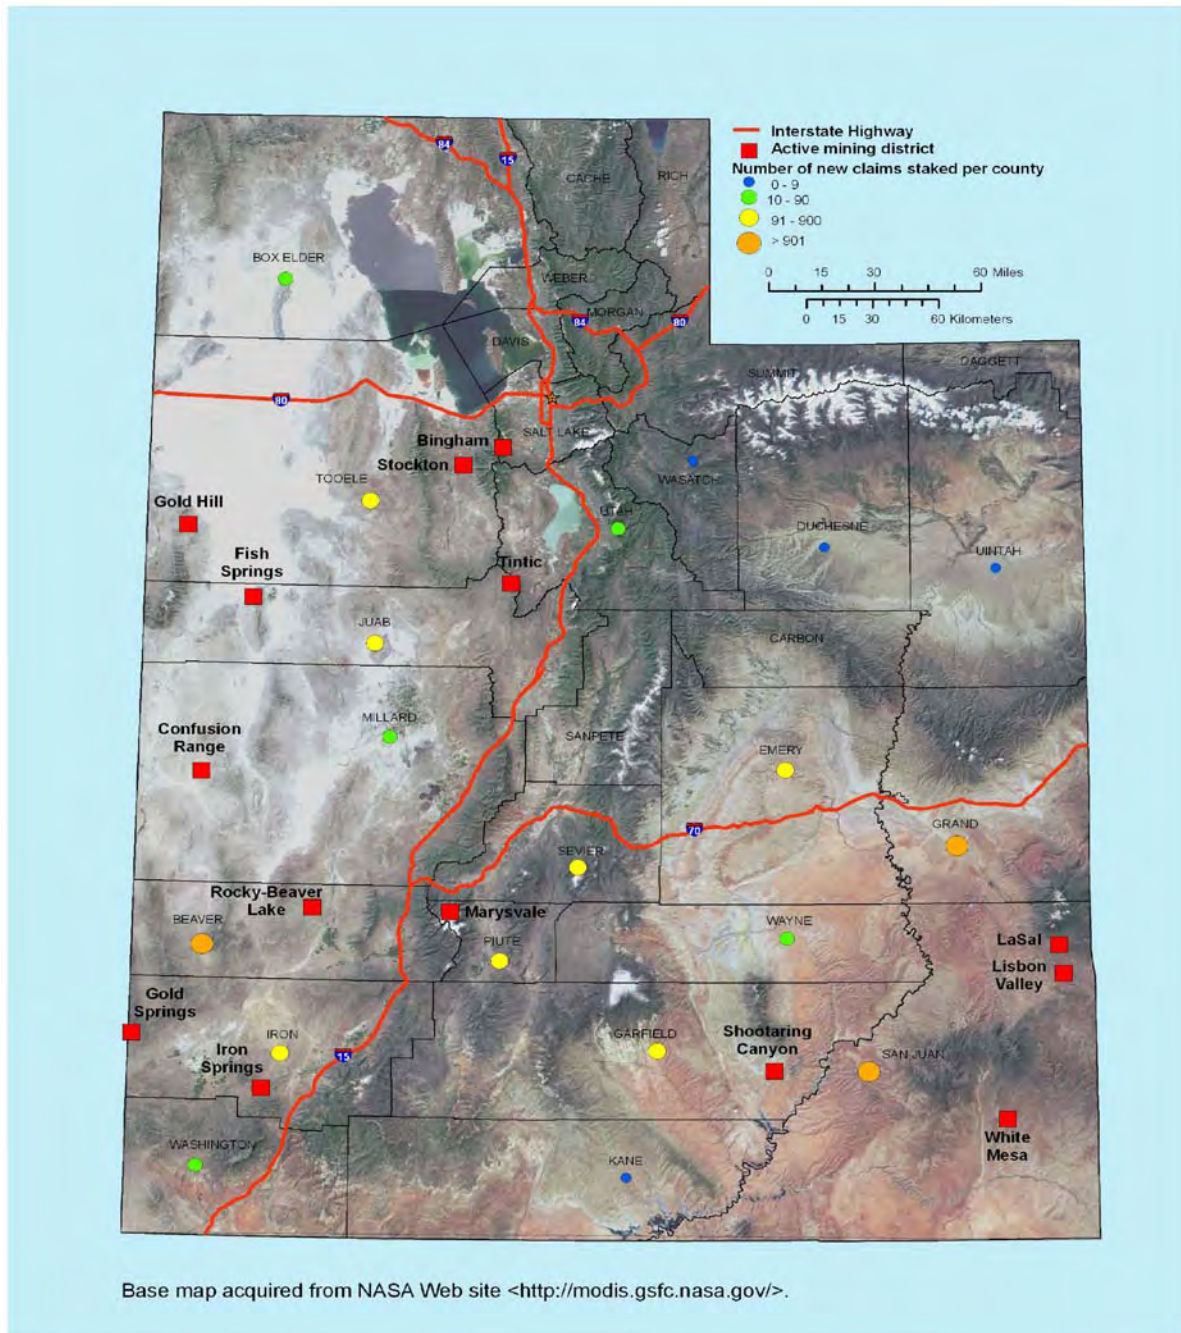 Interstate Highway
Active mining district
Number of new claims staked per county
0 - 9
10 - 90
91 - 900
> 901
0 15 30 60 Miles
0 15 30 60 Kilometers
84
15
CACHE
RICH
BOX ELDER
WEBER
MORGAN
84
80
DAVIS
SUMMIT
DAGGETT
80
SALT LAKE
Bingham
Stockton
WASATCH
TOOELE
Gold Hill
UTAH
DUCHESNE
UINTAH
Fish
Springs
Tintic
JUAB
CARBON
MILLARD
SANPETE
Confusion
Range
EMERY
70
GRAND
SEVIER
Rocky-Beaver
Lake
BEAVER
Marysvale
WAYNE
PIUTE
LaSal
Lisbon
Valley
Gold
Springs
IRON
Iron
Springs
15
GARFIELD
Shootaring
Canyon
SAN JUAN
WASHINGTON
KANE
White
Mesa
Base map acquired from NASA Web site <http://modis.gsfc.nasa.gov/>.